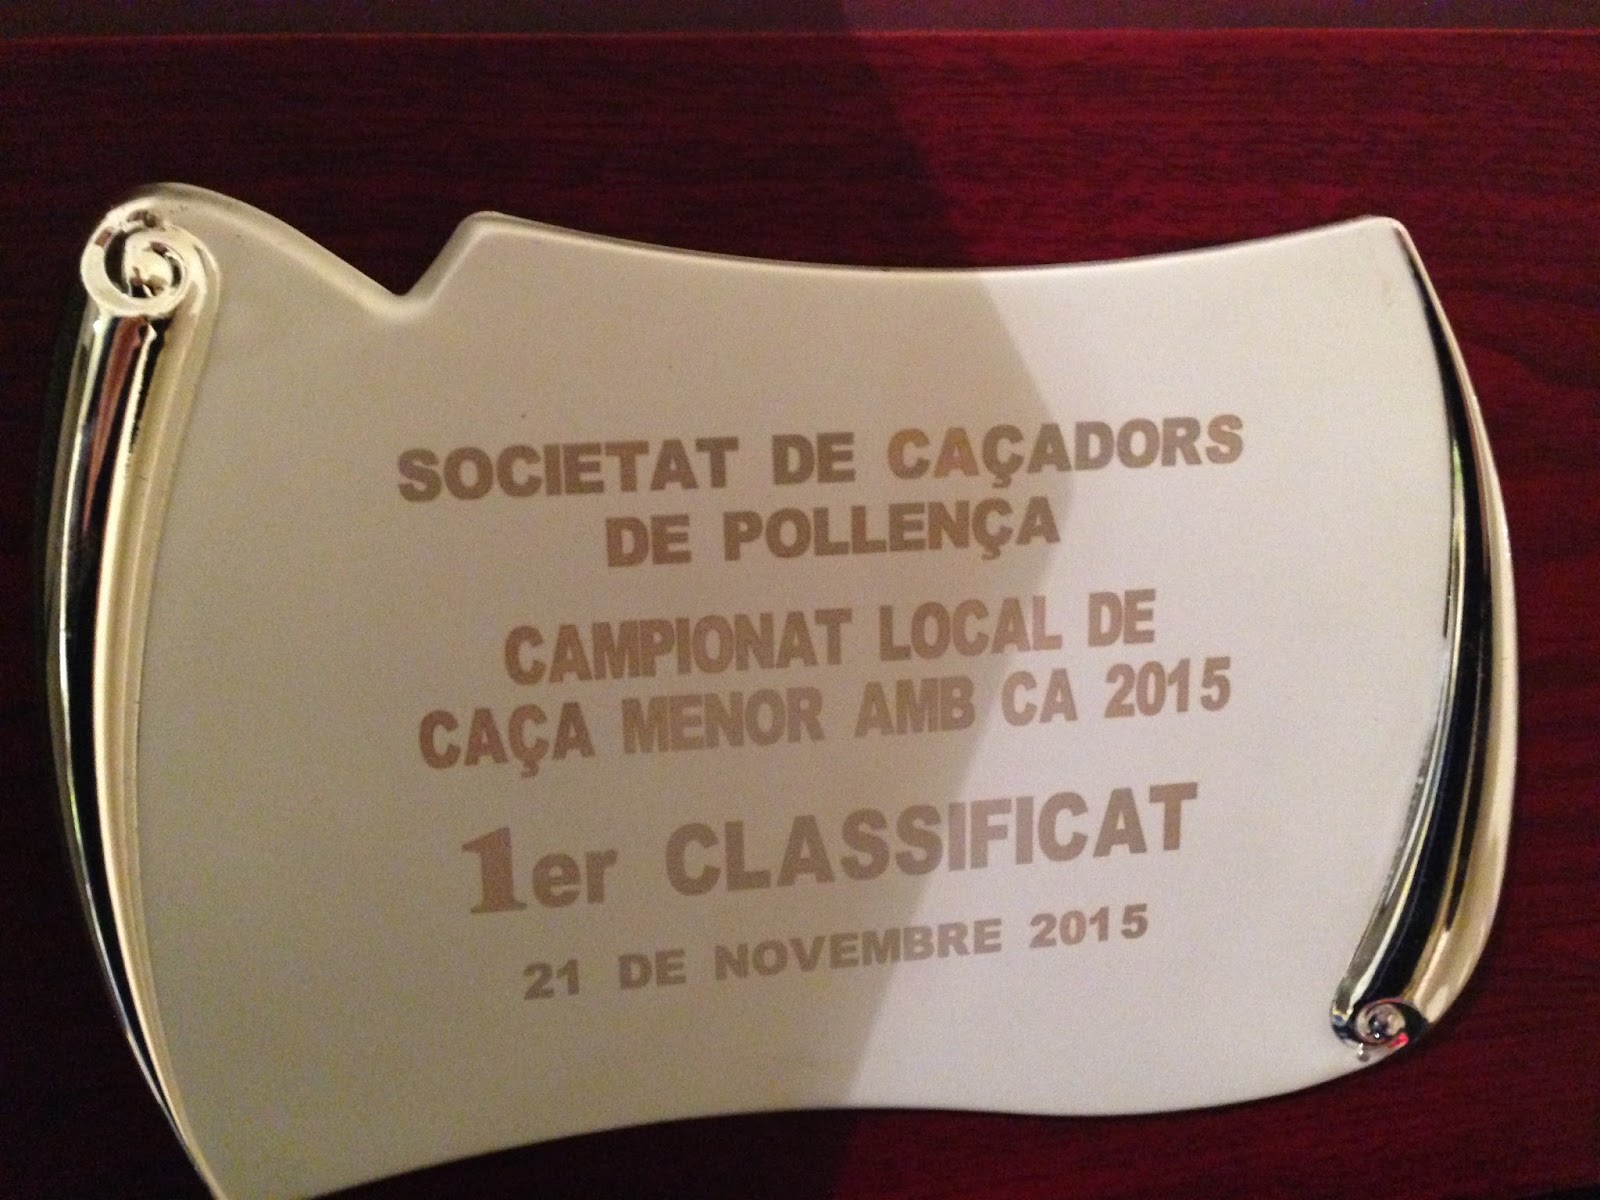 SOCIETAT DE CAÇADORS
DE POLLENÇA
CAMPIONAT LOCAL DE
CAÇA MENOR AMB CA 2015
1er CLASSIFICAT
21 DE NOVEMBRE 2015